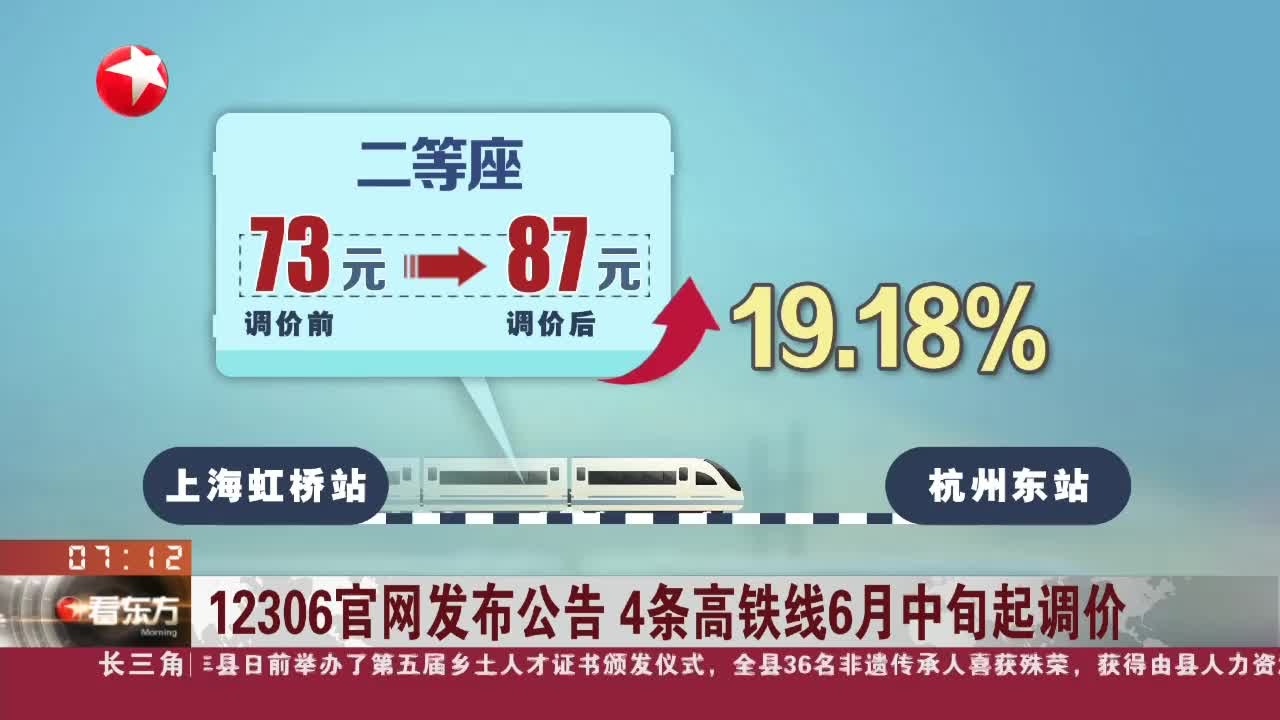 二等座
73元 87元
调价前 调价后
19.18%
上海虹桥站 杭州东站
07:12
看东方
Morning
12306官网发布公告 4条高铁线6月中旬起调价
长三角 县日前举办了第五届乡土人才证书颁发仪式，全县36名非遗传承人喜获殊荣，获得由县人力资